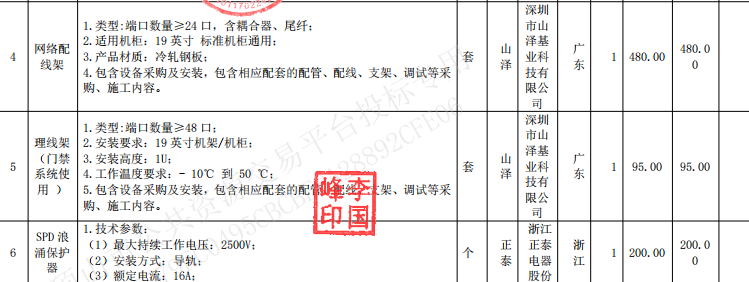 4
网络配
线架
1.类型:端口数量≥24 口，含耦合器、尾纤;
2.适用机柜: 19 英寸 标准机柜通用;
3.产品材质: 冷轧钢板;
4.包含设备采购及安装，包含相应配套的配管、配线、支架、调试等采
购、施工内容。
套
山
泽
深圳
市山
泽基
业科
技有
限公
司
广
东
1
480.00
480.0
0
5
理线架
（门禁
系统使
用 ）
1.类型:端口数量≥48 口;
2.安装要求: 19 英寸机架/机柜;
3.安装高度: 1U;
4.工作温度要求: - 10℃ 到 50 ℃;
5.包含设备采购及安装，包含相应配套的配管、配线、支架、调试等采
购、施工内容。
套
山
泽
深圳
市山
泽基
业科
技有
限公
司
广
东
1
95.00
95.00
李国
峰印
6
SPD 浪
涌保护
器
1.技术参数:
（1）最大持续工作电压: 2500V;
（2）安装方式: 导轨;
（3）额定电流: 16A;
个
正
泰
浙江
正泰
电器
股份
浙
江
1
200.00
200.0
0